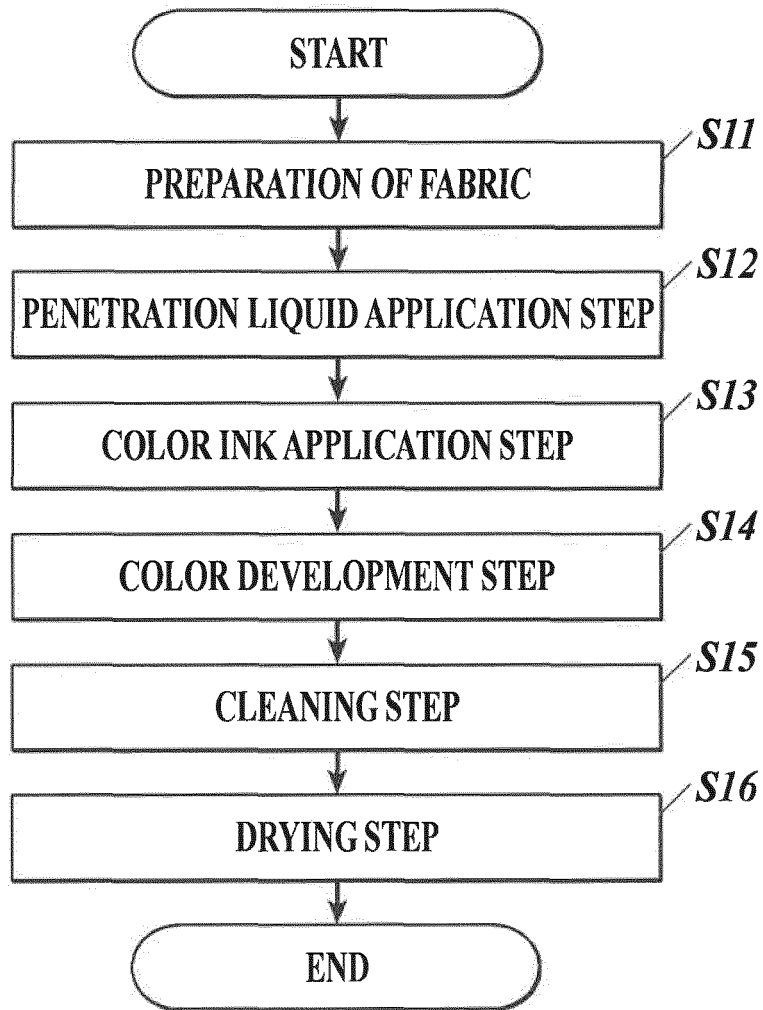 START
S11
PREPARATION OF FABRIC
S12
PENETRATION LIQUID APPLICATION STEP
S13
COLOR INK APPLICATION STEP
S14
COLOR DEVELOPMENT STEP
S15
CLEANING STEP
S16
DRYING STEP
END